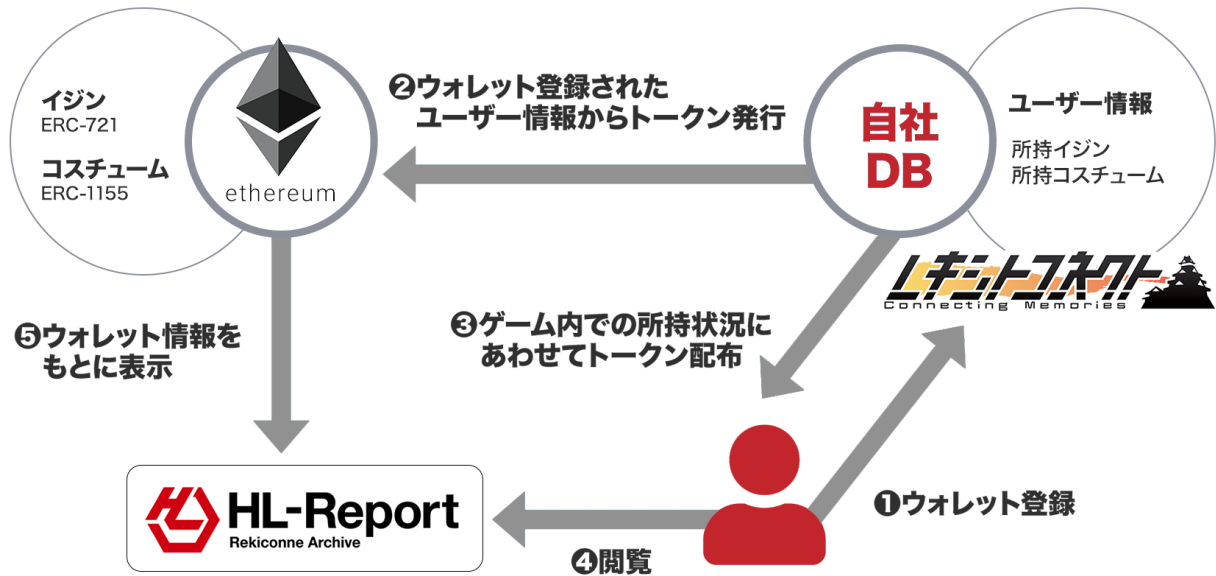 イジン
ERC-721
コスチューム
ERC-1155
ethereum
❷ウォレット登録された
ユーザー情報からトークン発行
自社
DB
ユーザー情報
所持イジン
所持コスチューム
レキシトコネクト
Connecting Memories
❺ウォレット情報を
もとに表示
❸ゲーム内での所持状況に
あわせてトークン配布
HL-Report
Rekiconne Archive
❹閲覧
❶ウォレット登録